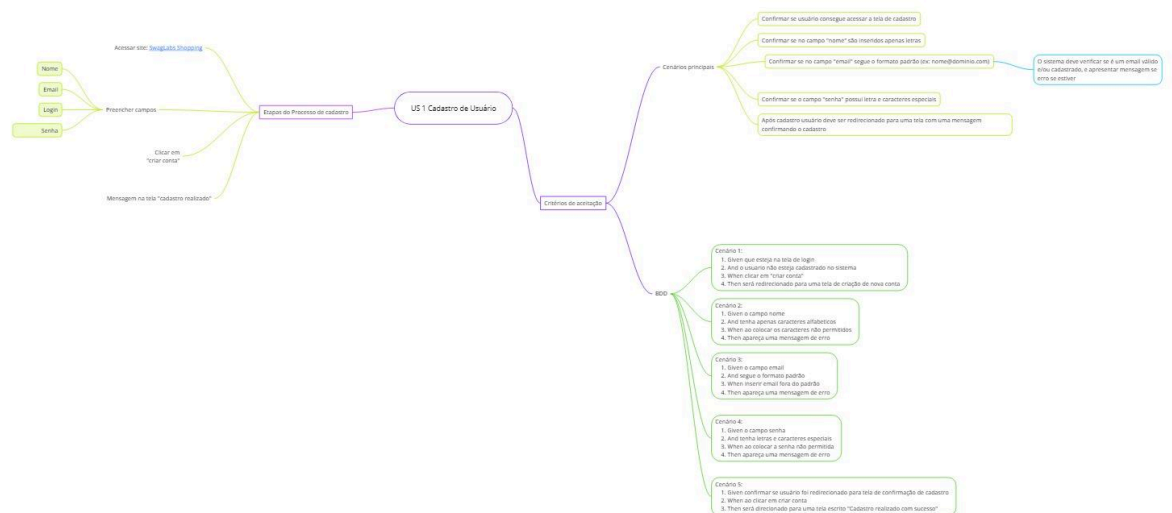 US 1 Cadastro de Usuário
Etapas do Processo de cadastro
Acessar site: SwagLabs Shopping
Preencher campos
Nome
Email
Login
Senha
Clicar em
"criar conta"
Mensagem na tela "cadastro realizado"
Critérios de aceitação
Cenários principais
Confirmar se usuário consegue acessar a tela de cadastro
Confirmar se no campo "nome" são inseridos apenas letras
Confirmar se no campo "email" segue o formato padrão (ex: nome@dominio.com)
O sistema deve verificar se é um email válido
e/ou cadastrado, e apresentar mensagem se
erro se estiver
Confirmar se o campo "senha" possui letra e caracteres especiais
Após cadastro usuário deve ser redirecionado para uma tela com uma mensagem
confirmando o cadastro
BDD
Cenário 1:
1. Given que esteja na tela de login
2. And o usuário não esteja cadastrado no sistema
3. When clicar em "criar conta"
4. Then será redirecionado para uma tela de criação de nova conta
Cenário 2:
1. Given o campo nome
2. And tenha apenas caracteres alfabeticos
3. When ao colocar os caracteres não permitidos
4. Then apareça uma mensagem de erro
Cenário 3:
1. Given o campo email
2. And segue o formato padrão
3. When inserir email fora do padrão
4. Then apareça uma mensagem de erro
Cenário 4:
1. Given o campo senha
2. And tenha letras e caracteres especiais
3. When ao colocar a senha não permitida
4. Then apareça uma mensagem de erro
Cenário 5:
1. Given confirmar se usuário foi redirecionado para tela de confirmação de cadastro
2. When ao clicar em criar conta
3. Then será direcionado para uma tela escrito "Cadastro realizado com sucesso"